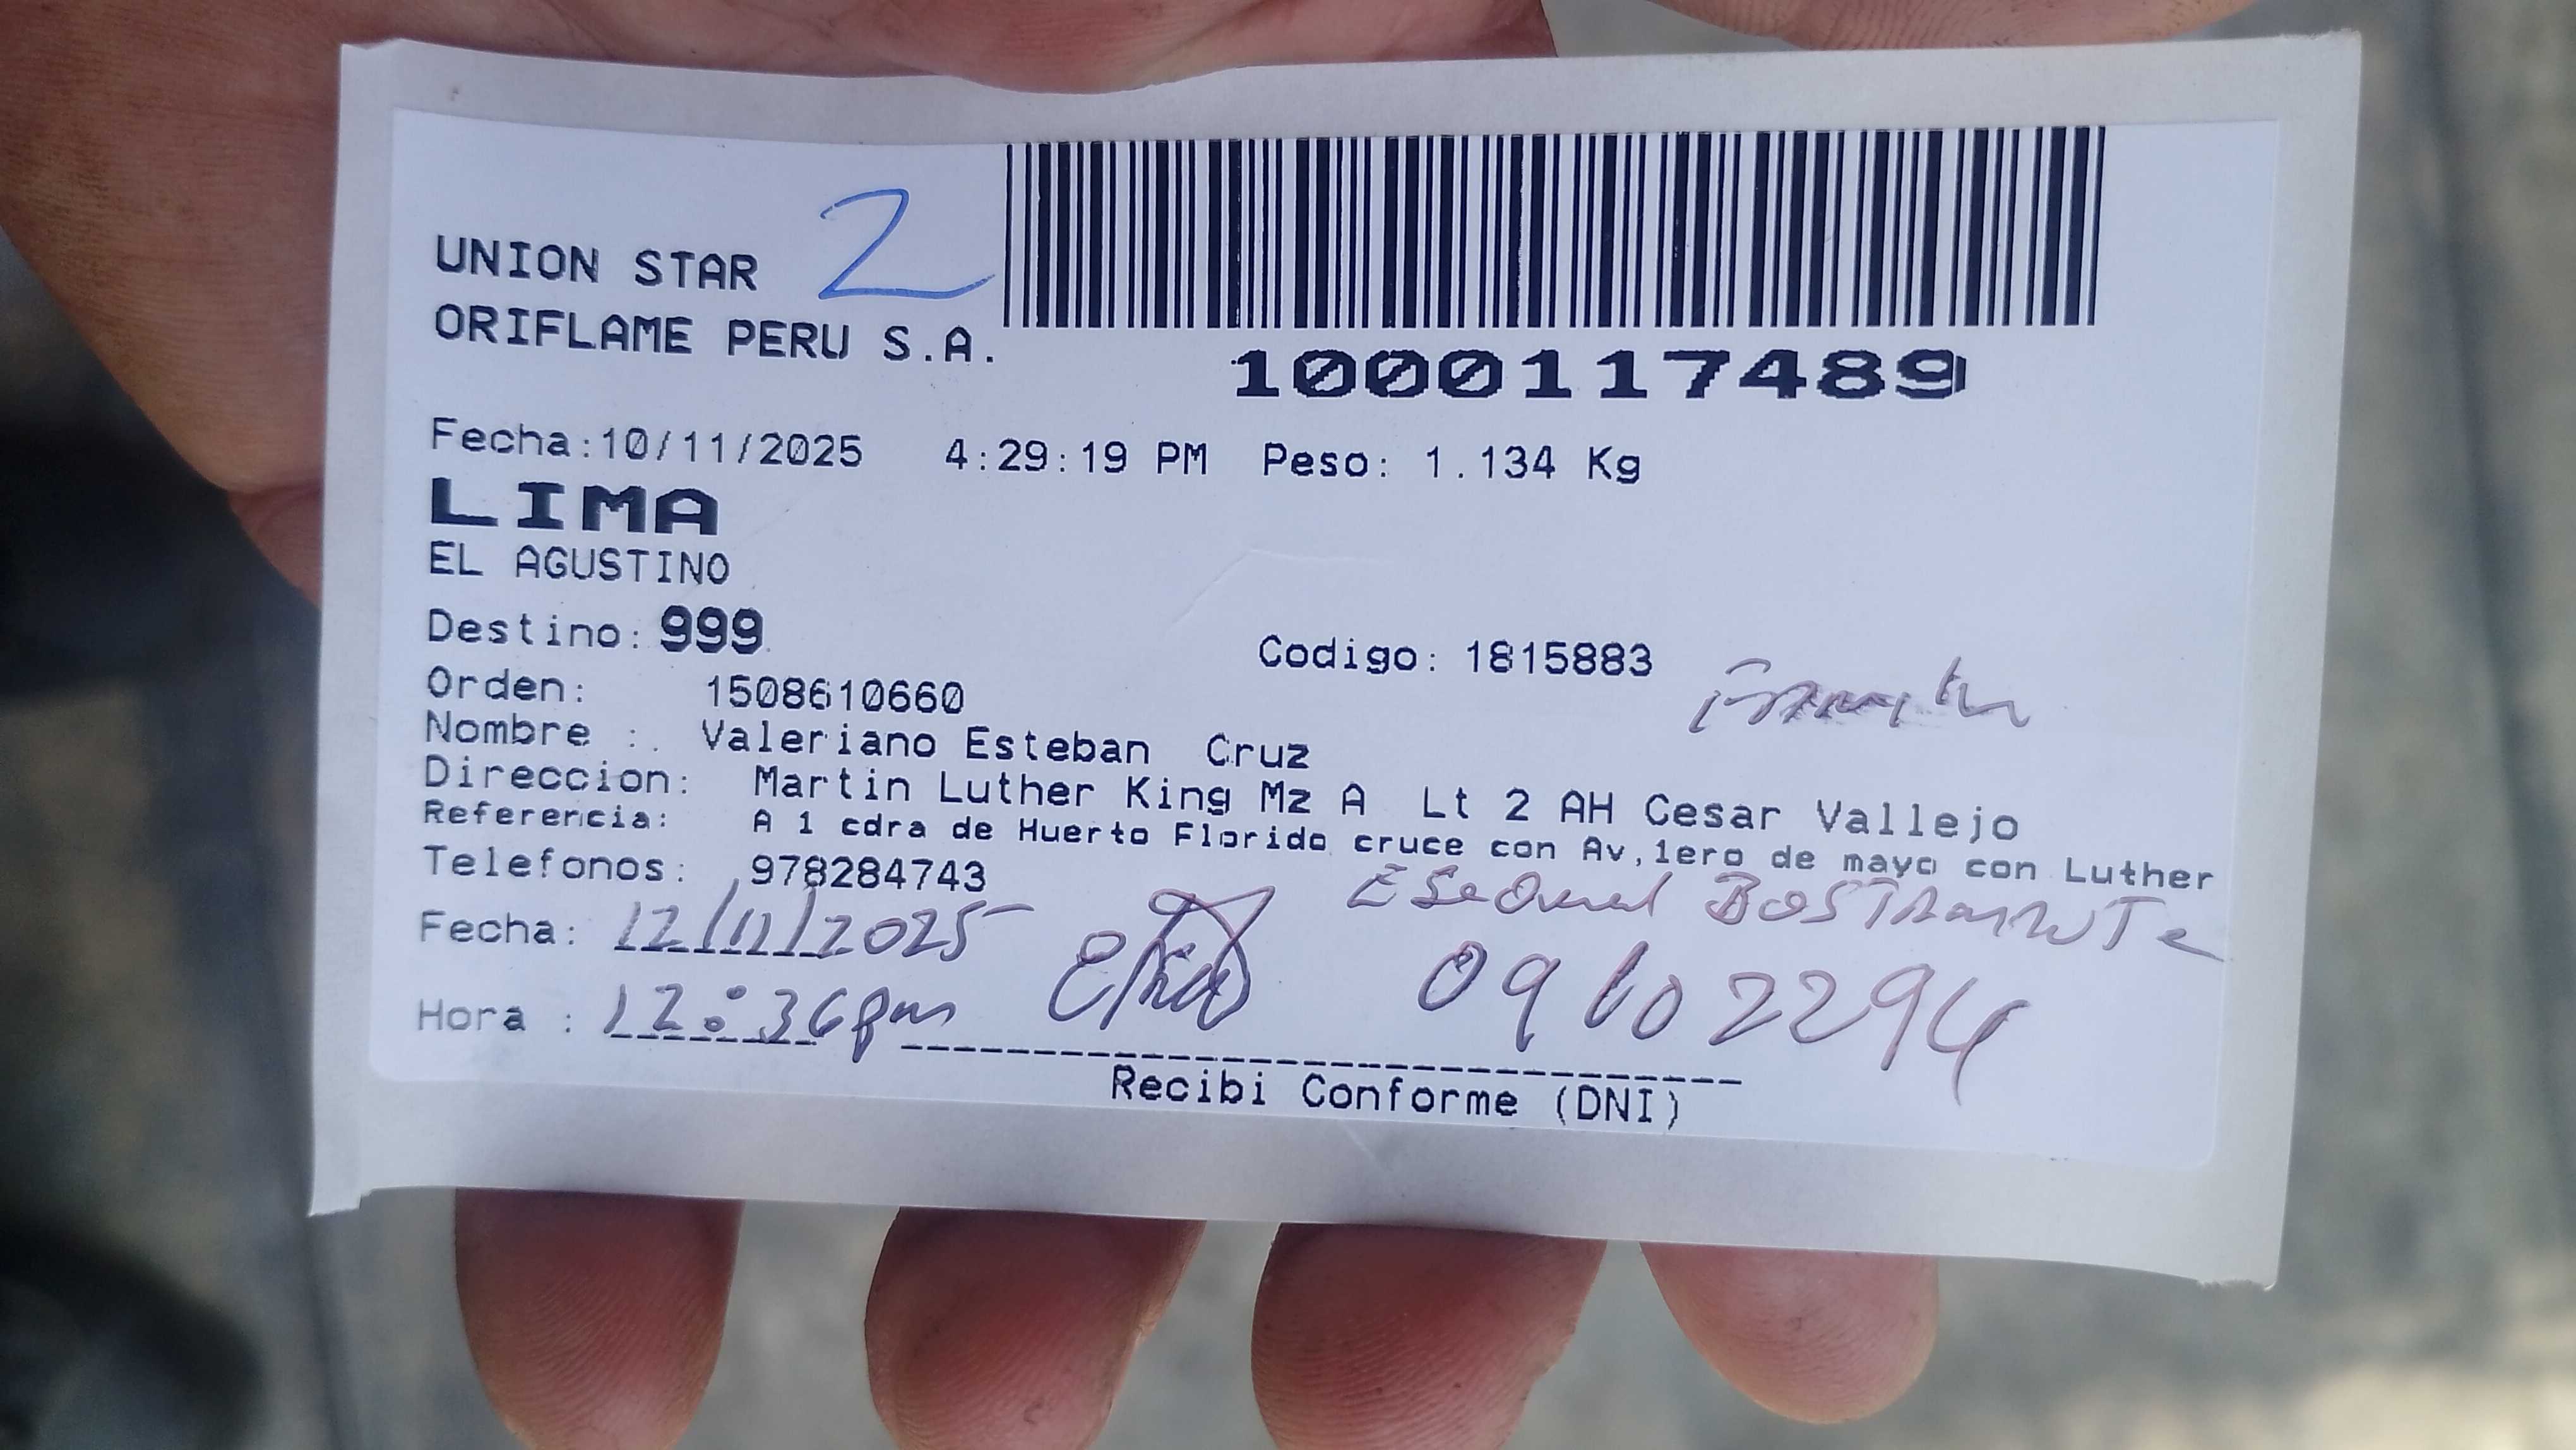 UNION STAR 2
ORIFLAME PERU S.A.
1000117489
Fecha:10/11/2025 4:29:19 PM Peso: 1.134 Kg
LIMA
EL AGUSTINO
Destino: 999
Codigo: 1815883
Orden: 1508610660
Nombre :. Valeriano Esteban Cruz
Direccion: Martin Luther King Mz A Lt 2 AH Cesar Vallejo
Referencia: A 1 cdra de Huerto Florido cruce con Av,1ero de mayo con Luther
Telefonos: 978284743
Fecha: 12/11/2025
Hora : 12:36pm
Recibi Conforme (DNI)